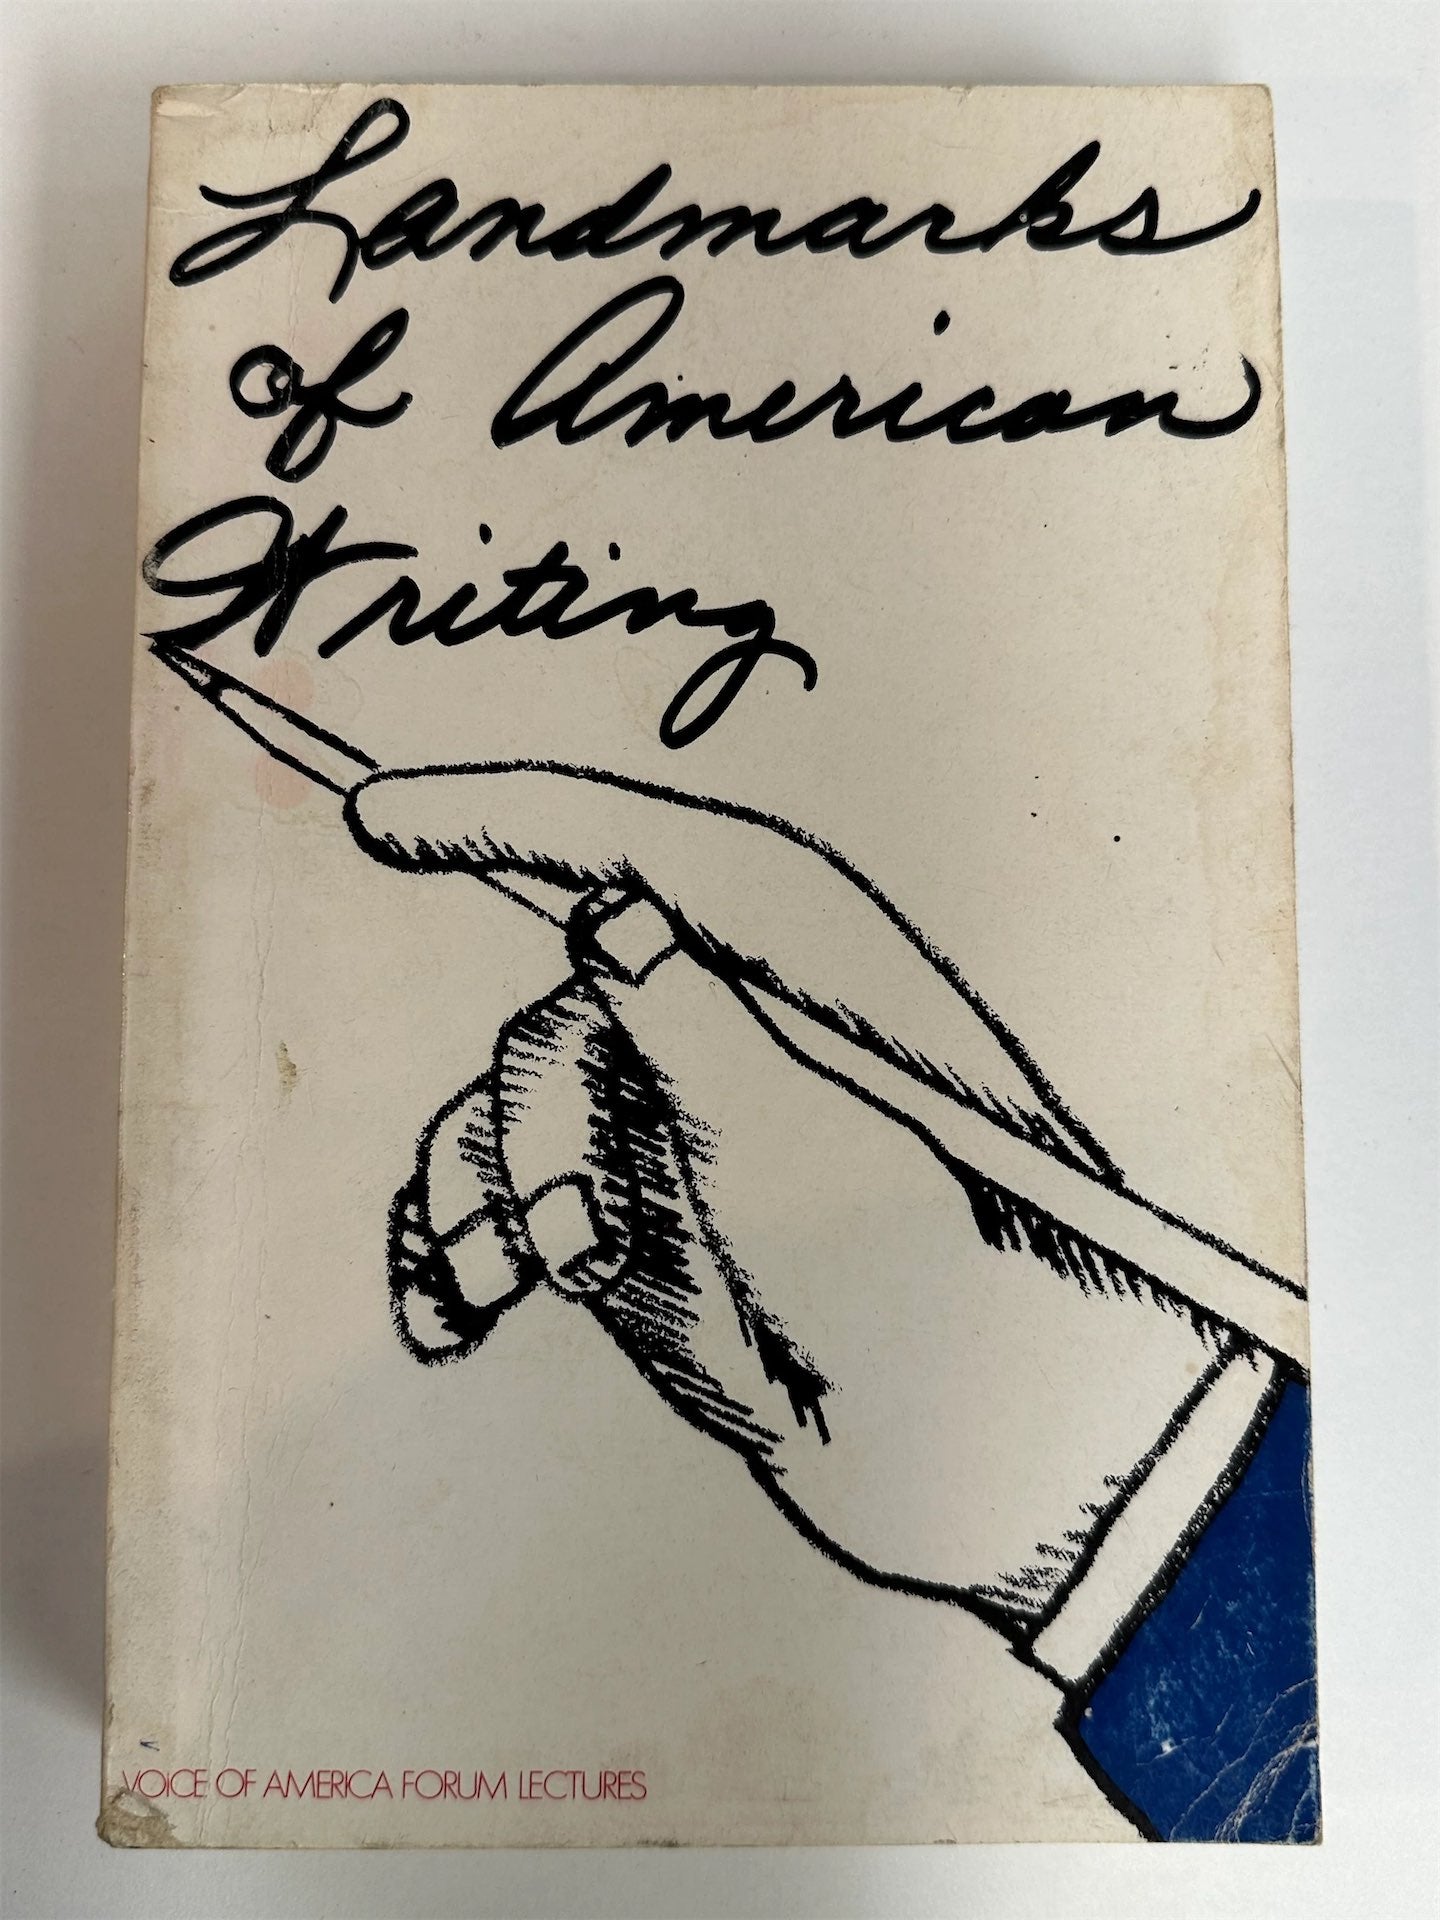 Landmarks
of American
Writing
VOICE OF AMERICA FORUM LECTURES